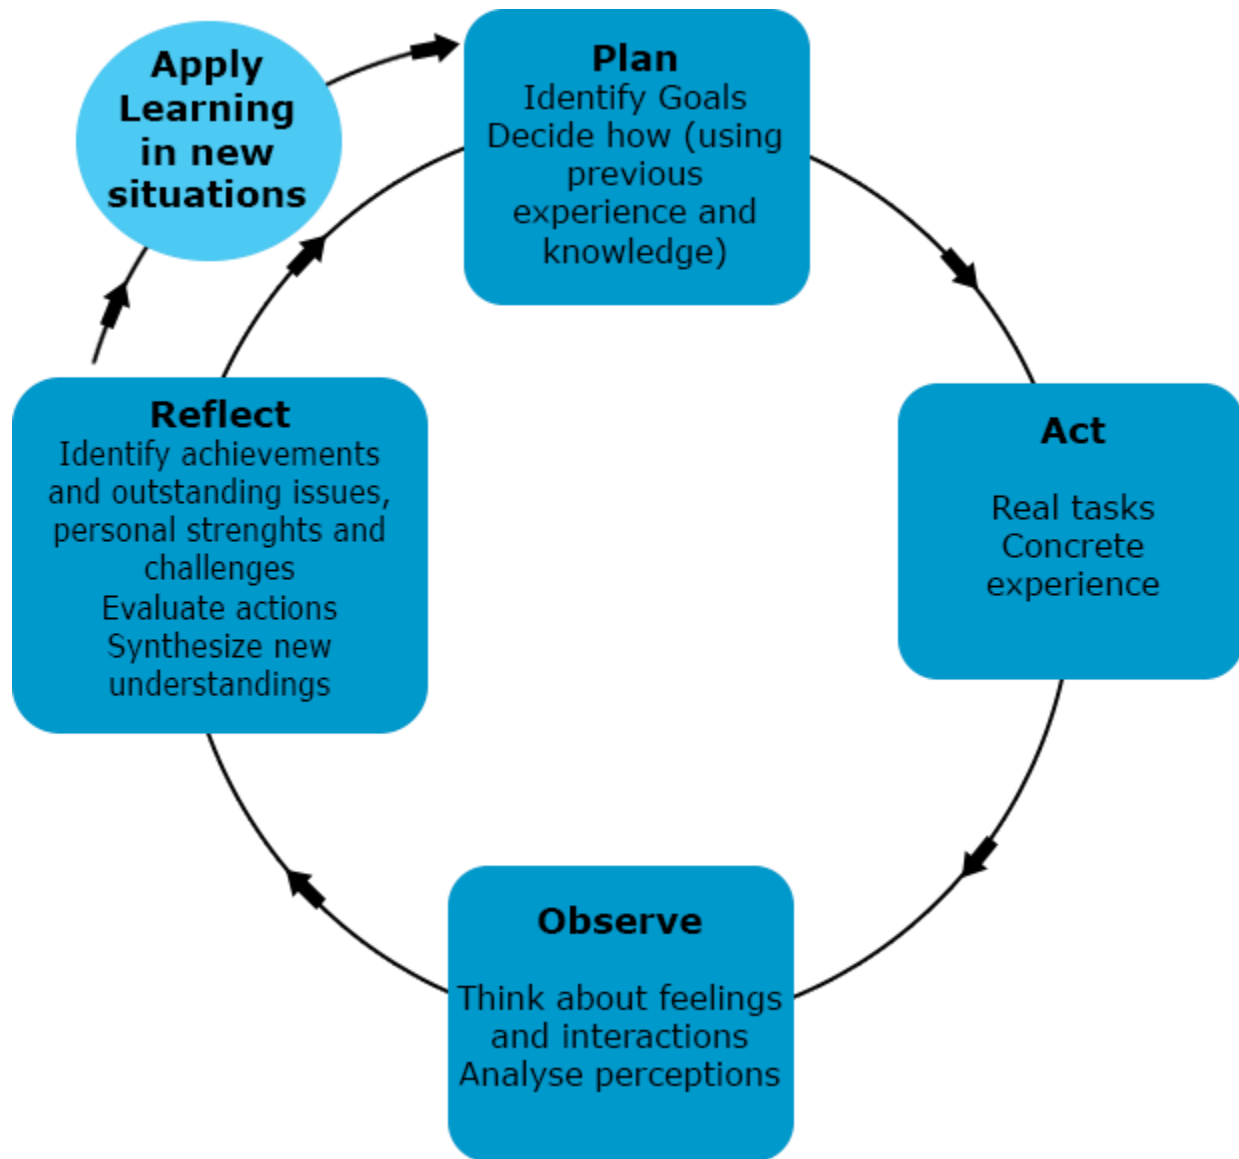 Apply
Learning
in new
situations
Plan
Identify Goals
Decide how (using
previous
experience and
knowledge)
Act
Real tasks
Concrete
experience
Observe
Think about feelings
and interactions
Analyse perceptions
Reflect
Identify achievements
and outstanding issues,
personal strenghts and
challenges
Evaluate actions
Synthesize new
understandings